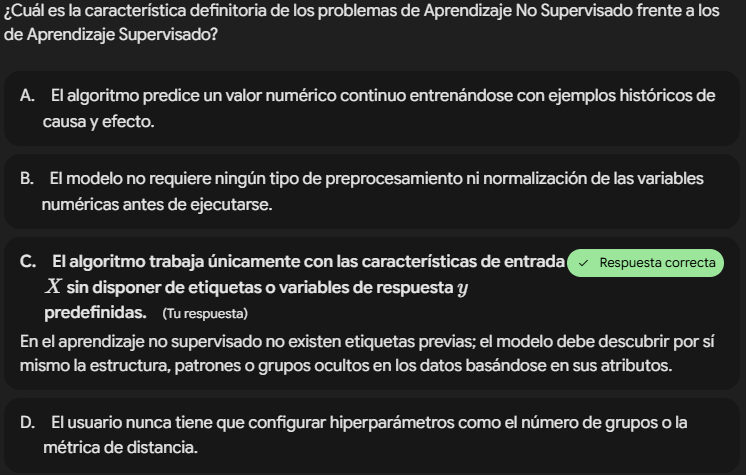 ¿Cuál es la característica definitoria de los problemas de Aprendizaje No Supervisado frente a los
de Aprendizaje Supervisado?
A. El algoritmo predice un valor numérico continuo entrenándose con ejemplos históricos de
causa y efecto.
B. El modelo no requiere ningún tipo de preprocesamiento ni normalización de las variables
numéricas antes de ejecutarse.
C. El algoritmo trabaja únicamente con las características de entrada ✓ Respuesta correcta
X sin disponer de etiquetas o variables de respuesta y
predefinidas. (Tu respuesta)
En el aprendizaje no supervisado no existen etiquetas previas; el modelo debe descubrir por sí
mismo la estructura, patrones o grupos ocultos en los datos basándose en sus atributos.
D. El usuario nunca tiene que configurar hiperparámetros como el número de grupos o la
métrica de distancia.